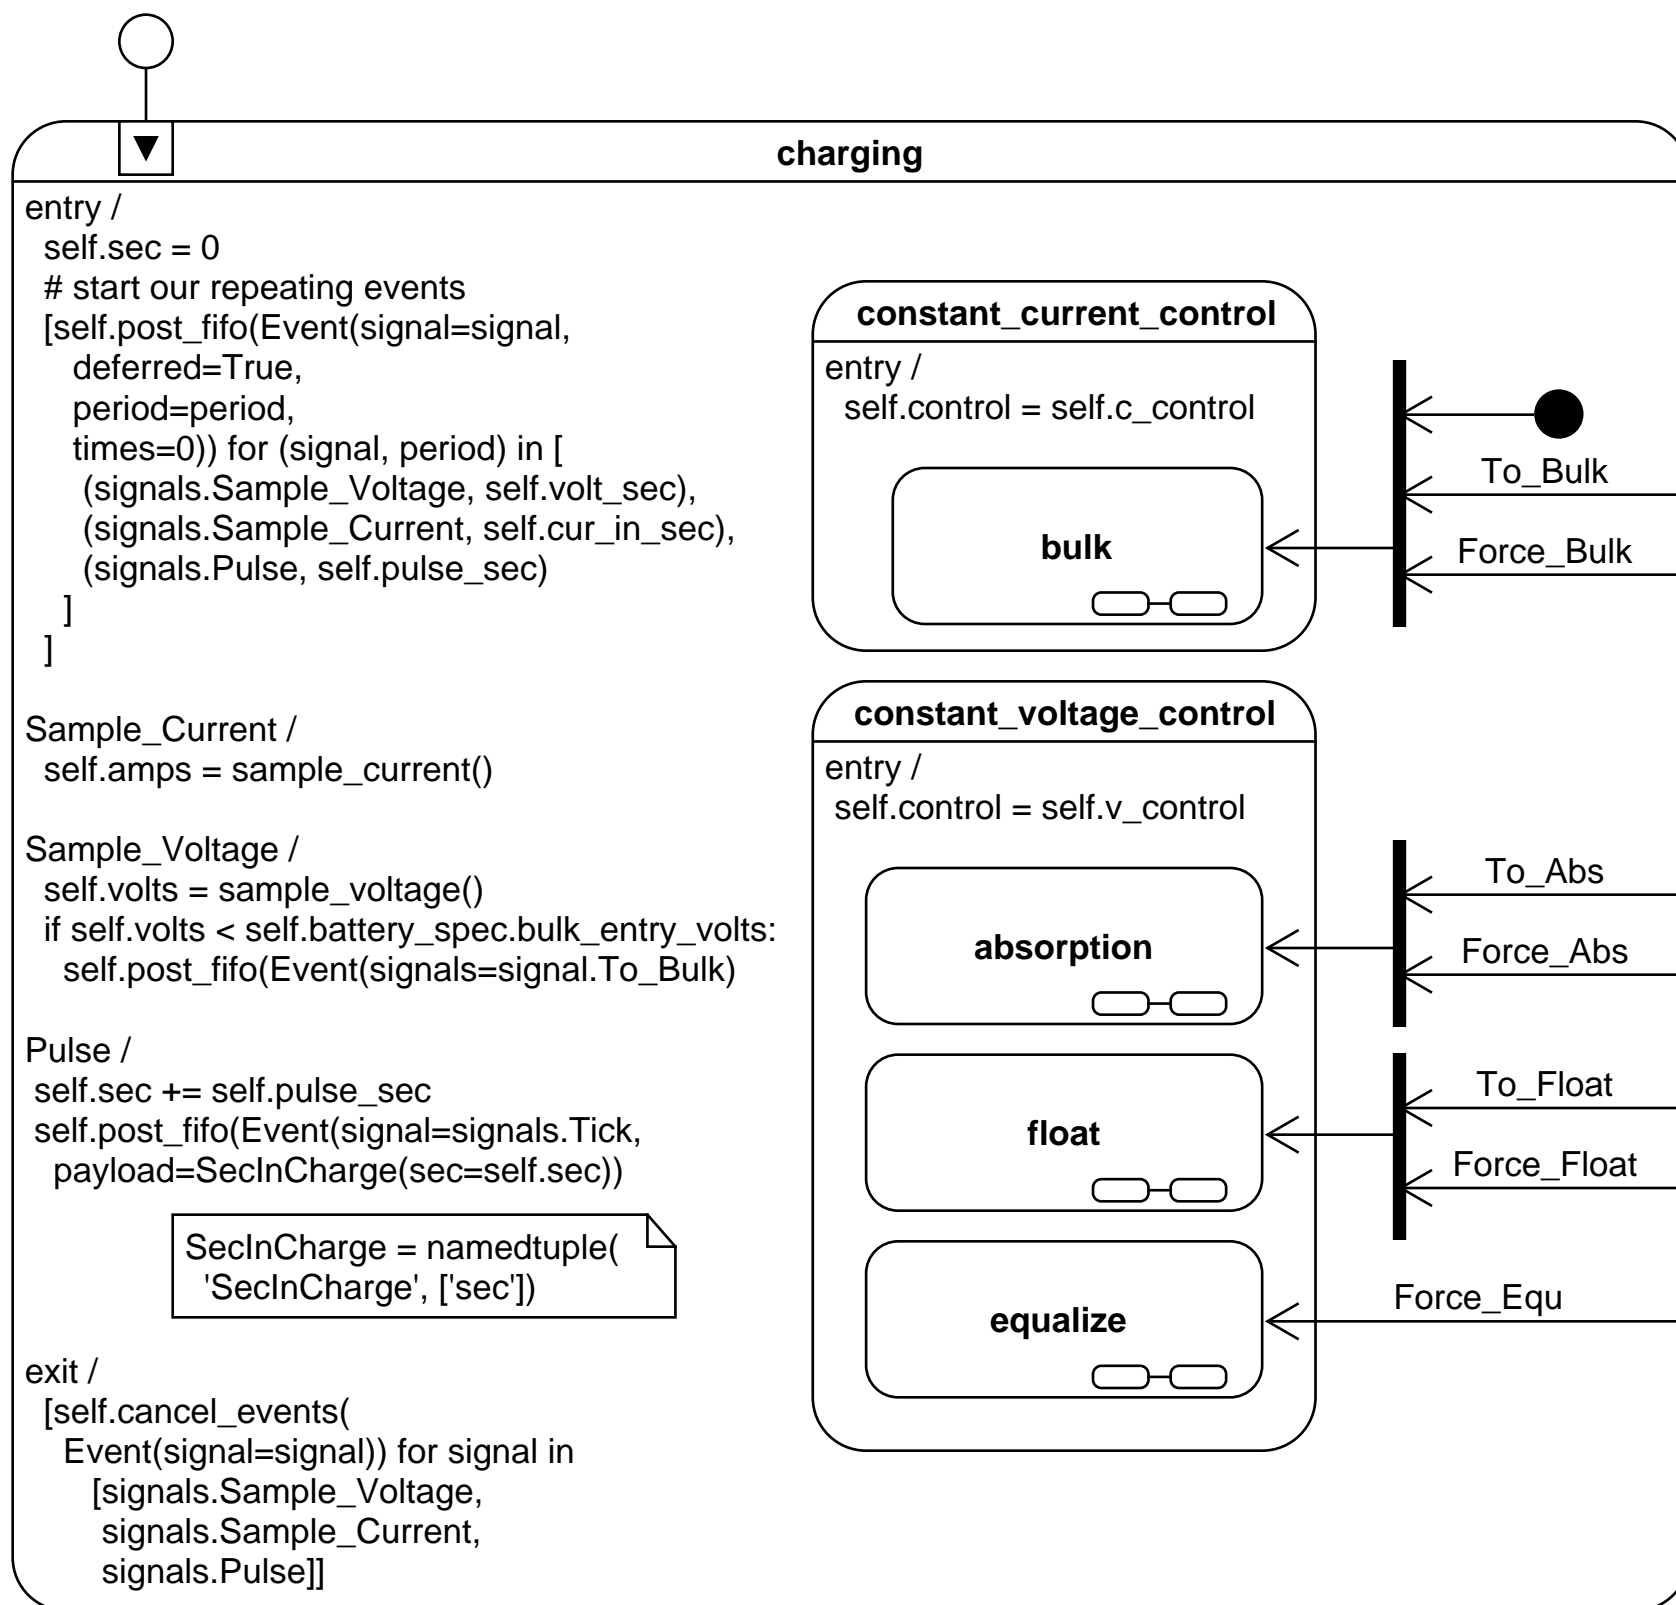 charging
entry /
self.sec = 0
# start our repeating events
[self.post_fifo(Event(signal=signal,
deferred=True,
period=period,
times=0)) for (signal, period) in [
(signals.Sample_Voltage, self.volt_sec),
(signals.Sample_Current, self.cur_in_sec),
(signals.Pulse, self.pulse_sec)
]
]
Sample_Current /
self.amps = sample_current()
Sample_Voltage /
self.volts = sample_voltage()
if self.volts < self.battery_spec.bulk_entry_volts:
self.post_fifo(Event(signals=signal.To_Bulk)
Pulse /
self.sec += self.pulse_sec
self.post_fifo(Event(signal=signals.Tick,
payload=SecInCharge(sec=self.sec))
SecInCharge = namedtuple(
'SecInCharge', ['sec'])
exit /
[self.cancel_events(
Event(signal=signal)) for signal in
[signals.Sample_Voltage,
signals.Sample_Current,
signals.Pulse]]
constant_current_control
entry /
self.control = self.c_control
bulk
To_Bulk
Force_Bulk
constant_voltage_control
entry /
self.control = self.v_control
absorption
To_Abs
Force_Abs
float
To_Float
Force_Float
equalize
Force_Equ